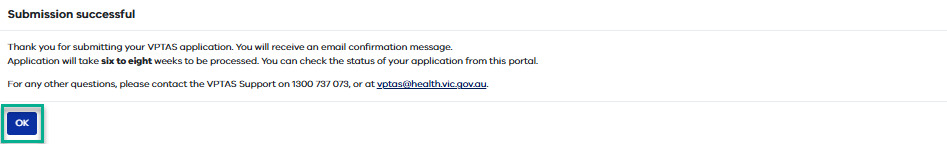 Submission successful
Thank you for submitting your VPTAS application. You will receive an email confirmation message.
Application will take six to eight weeks to be processed. You can check the status of your application from this portal.
For any other questions, please contact the VPTAS Support on 1300 737 073, or at vptas@health.vic.gov.au.
OK